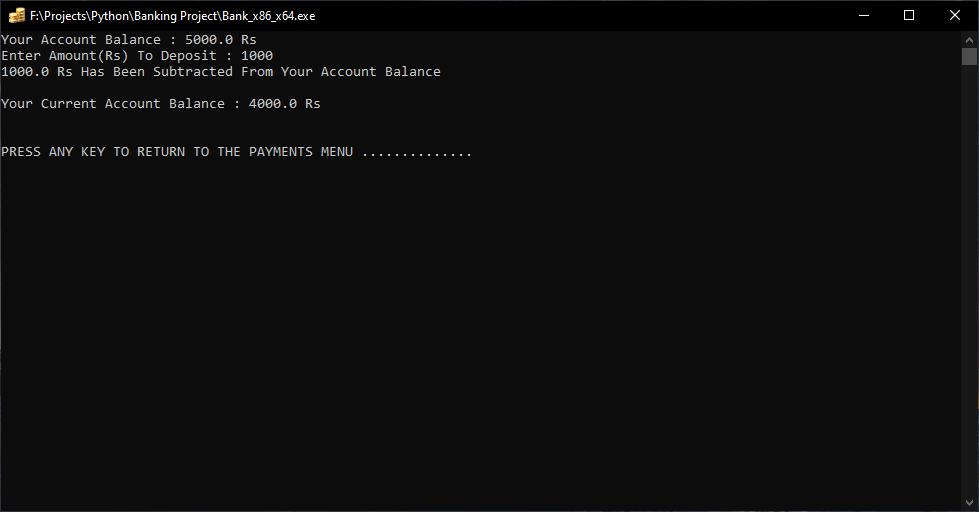 F:\Projects\Python\Banking Project\Bank_x86_x64.exe
Your Account Balance : 5000.0 Rs
Enter Amount(Rs) To Deposit : 1000
1000.0 Rs Has Been Subtracted From Your Account Balance
Your Current Account Balance : 4000.0 Rs
PRESS ANY KEY TO RETURN TO THE PAYMENTS MENU ..............